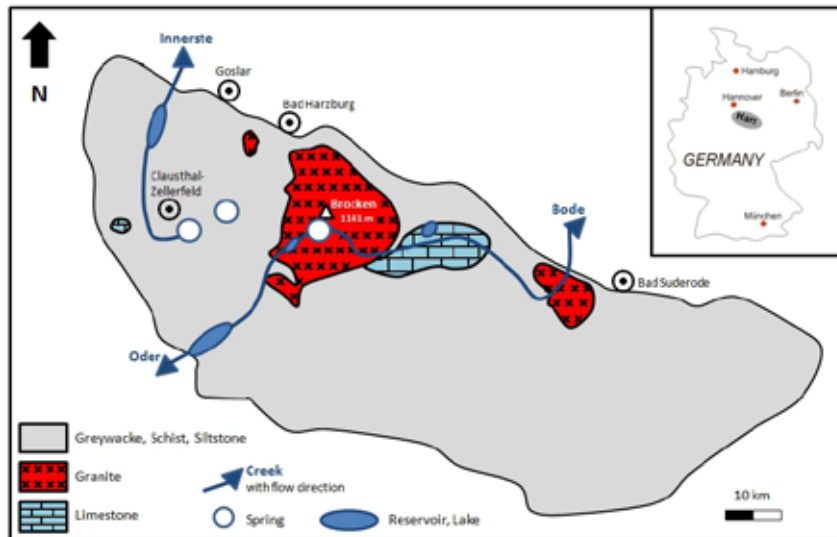 Innerste
N
Goslar
Bad Harzburg
Clausthal-
Zellerfeld
Brocken
1141 m
Bode
Bad Suderode
Oder
Greywacke, Schist, Siltstone
Granite
Limestone
Creek
with flow direction
Spring
Reservoir, Lake
10 km
Hamburg
Hannover
Berlin
Harz
GERMANY
München